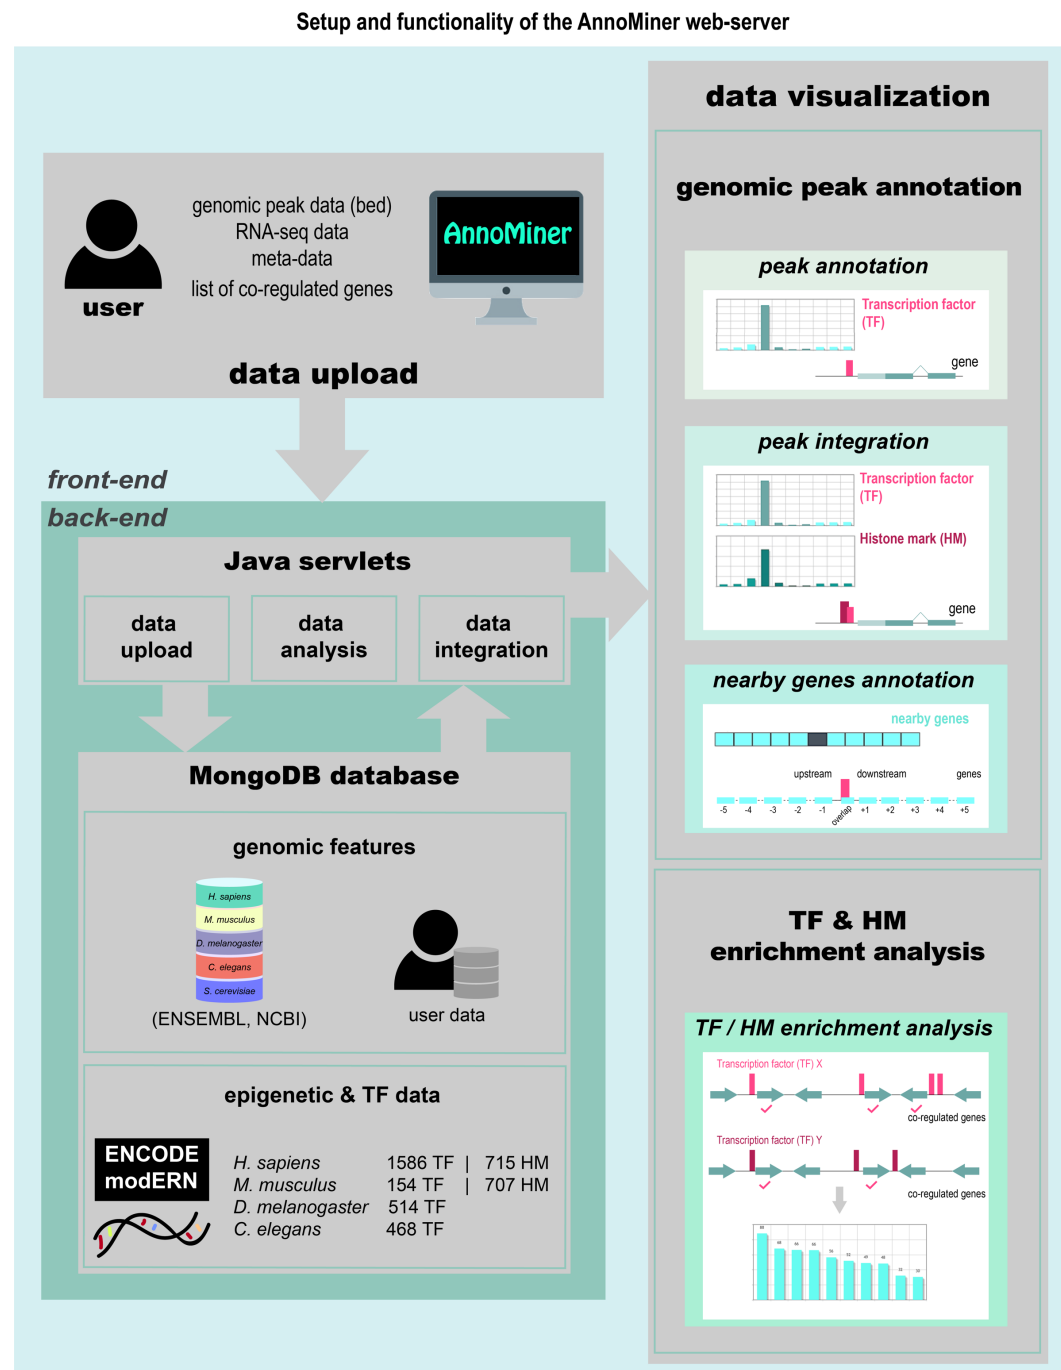 Setup and functionality of the AnnoMiner web-server
user
genomic peak data (bed)
RNA-seq data
meta-data
list of co-regulated genes
AnnoMiner
data upload
front-end
back-end
Java servlets
data
upload
data
analysis
data
integration
MongoDB database
genomic features
H. sapiens
M. musculus
D. melanogaster
C. elegans
S. cerevisiae
(ENSEMBL, NCBI)
user data
epigenetic & TF data
ENCODE
modERN
H. sapiens 1586 TF | 715 HM
M. musculus 154 TF | 707 HM
D. melanogaster 514 TF
C. elegans 468 TF
data visualization
genomic peak annotation
peak annotation
Transcription factor
(TF)
gene
peak integration
Transcription factor
(TF)
Histone mark (HM)
gene
nearby genes annotation
nearby genes
upstream downstream genes
-5 -4 -3 -2 -1 overlap +1 +2 +3 +4 +5
TF & HM
enrichment analysis
TF / HM enrichment analysis
Transcription factor (TF) X
co-regulated genes
Transcription factor (TF) Y
co-regulated genes